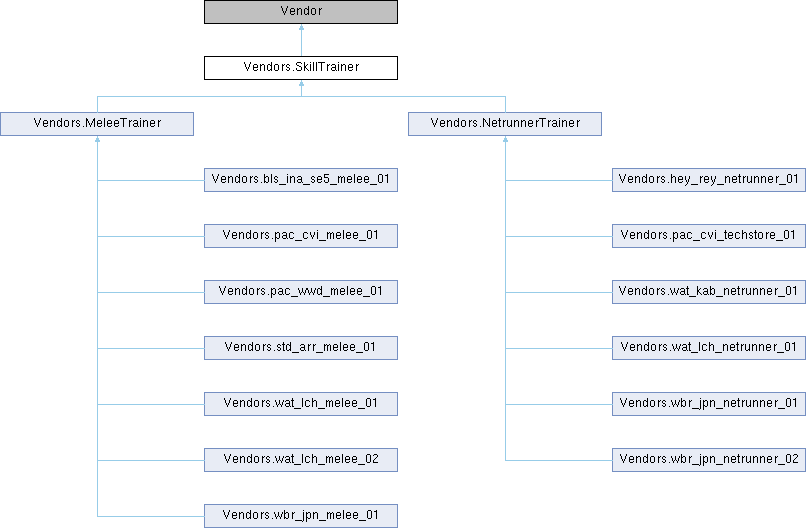 Vendor
Vendors.SkillTrainer
Vendors.MeleeTrainer
Vendors.NetrunnerTrainer
Vendors.bls_ina_se5_melee_01
Vendors.hey_rey_netrunner_01
Vendors.pac_cvi_melee_01
Vendors.pac_cvi_techstore_01
Vendors.pac_wwd_melee_01
Vendors.wat_kab_netrunner_01
Vendors.std_arr_melee_01
Vendors.wat_lch_netrunner_01
Vendors.wat_lch_melee_01
Vendors.wbr_jpn_netrunner_01
Vendors.wat_lch_melee_02
Vendors.wbr_jpn_netrunner_02
Vendors.wbr_jpn_melee_01